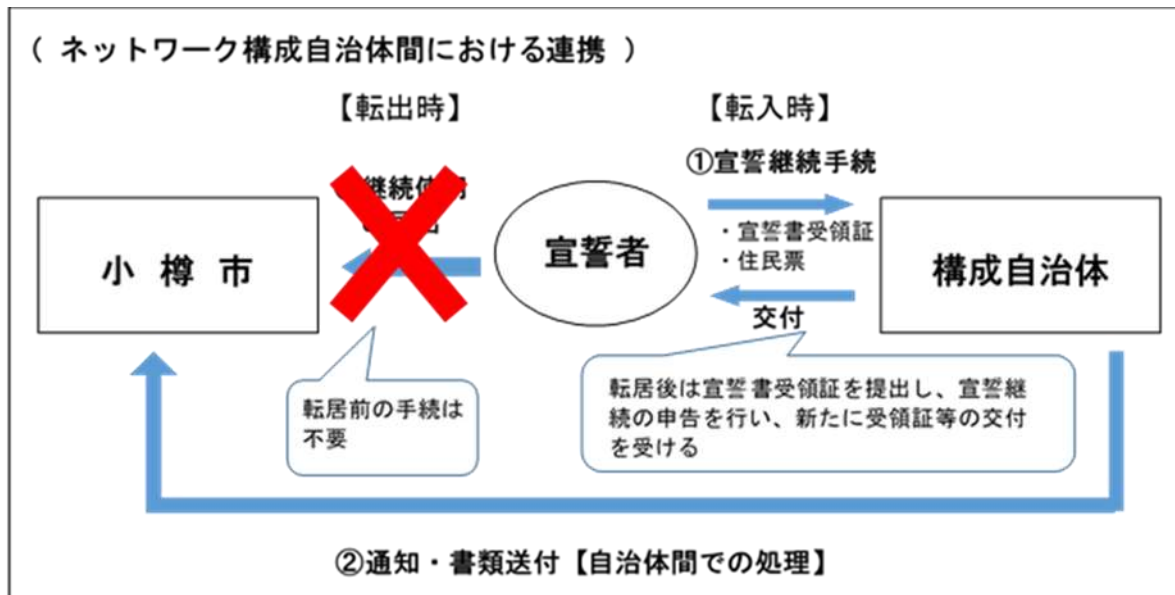 （ ネットワーク構成自治体間における連携 ）
【転出時】
【転入時】
①宣誓継続手続
小 樽 市
宣誓者
・宣誓書受領証
・住民票
構成自治体
交付
転居前の手続は
不要
転居後は宣誓書受領証を提出し、宣誓継
続の申告を行い、新たに受領証等の交付
を受ける
②通知・書類送付【自治体間での処理】